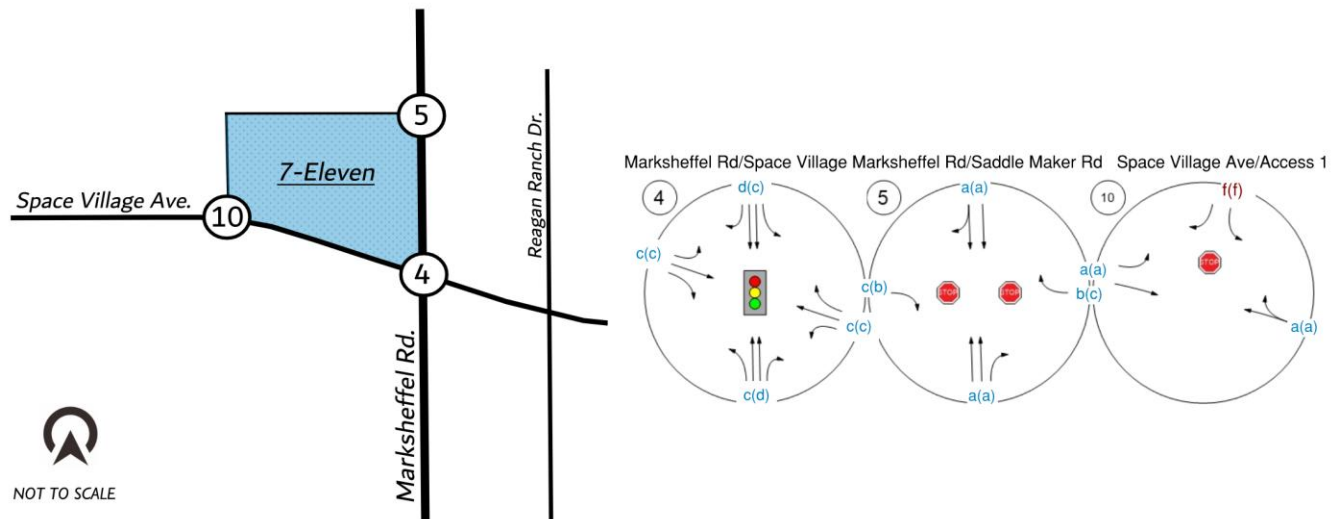 5
7-Eleven
Space Village Ave.
10
4
Marksheffel Rd.
Reagan Ranch Dr.
NOT TO SCALE
Marksheffel Rd/Space Village Marksheffel Rd/Saddle Maker Rd Space Village Ave/Access 1
4
d(c)
c(c)
c(c)
c(d)
5
a(a)
c(b)
STOP
STOP
b(c)
a(a)
10
f(f)
a(a)
STOP
a(a)